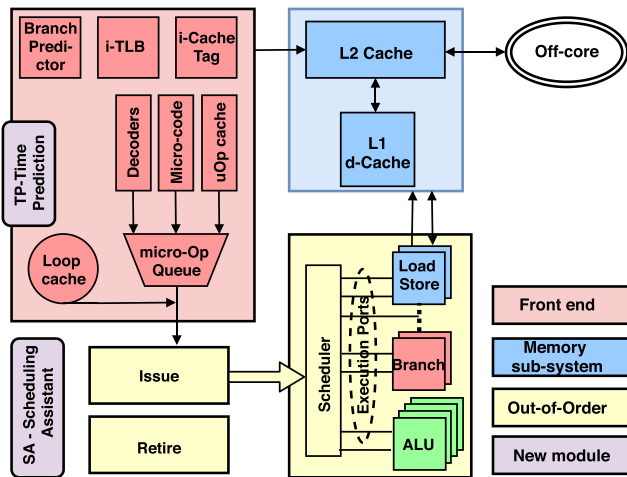 Branch
Predi-
ctor
i-TLB
i-Cache
Tag
L2 Cache
Off-core
Decoders
Micro-code
uOp cache
L1
d-Cache
TP-Time
Prediction
micro-Op
Queue
Loop
cache
Load
Store
Scheduler
Execution Ports
Branch
ALU
Issue
Retire
SA - Scheduling
Assistant
Front end
Memory
sub-system
Out-of-Order
New module